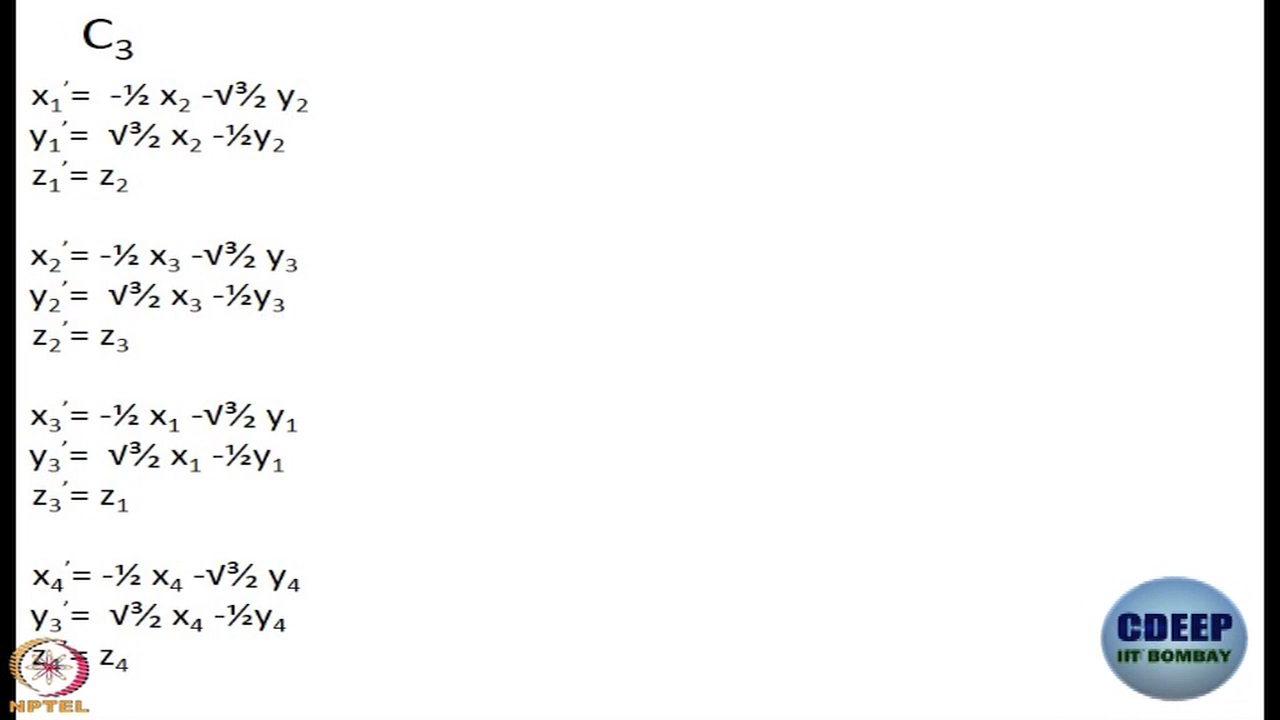 C₃
x₁′= -½ x₂ -√³⁄₂ y₂
y₁′= √³⁄₂ x₂ -½y₂
z₁′= z₂
x₂′= -½ x₃ -√³⁄₂ y₃
y₂′= √³⁄₂ x₃ -½y₃
z₂′= z₃
x₃′= -½ x₁ -√³⁄₂ y₁
y₃′= √³⁄₂ x₁ -½y₁
z₃′= z₁
x₄′= -½ x₄ -√³⁄₂ y₄
y₃′= √³⁄₂ x₄ -½y₄
z₄′= z₄
NPTEL
CDEEP
IIT BOMBAY